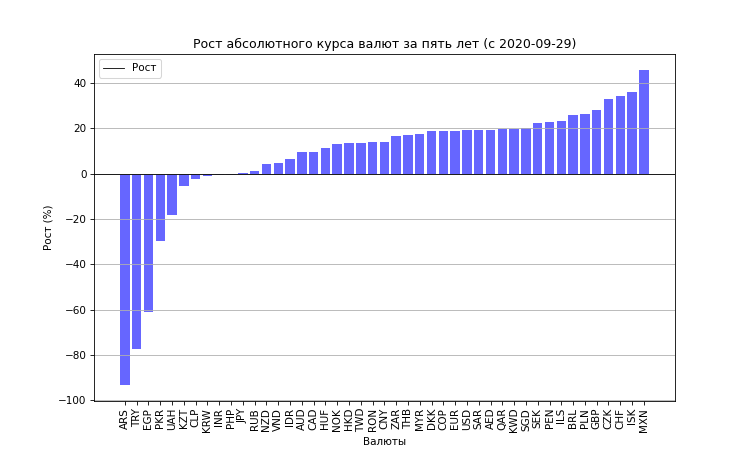 Рост абсолютного курса валют за пять лет (с 2020-09-29)
Рост
40
20
0
−20
−40
−60
−80
−100
Рост (%)
ARS TRY EGP PKR UAH KZT CLP KRW INR PHP JPY RUB NZD VND IDR AUD CAD HUF NOK HKD TWD RON CNY ZAR THB MYR DKK COP EUR USD SAR AED QAR KWD SGD SEK PEN ILS BRL PLN GBP CZK CHF ISK MXN
Валюты